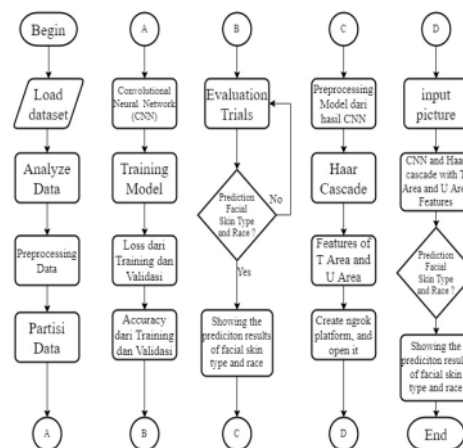 Begin
Load
dataset
Analyze
Data
Preprocessing
Data
Partisi
Data
A
A
Convolutional
Neural Network
(CNN)
Training
Model
Loss dari
Training dan
Validasi
Accuracy
dari Training
dan Validasi
B
B
Evaluation
Trials
No
Prediction
Facial
Skin Type
and Race ?
Yes
Showing the
prediciton results
of facial skin
type and race
C
C
Preprocessing
Model dari
hasil CNN
Haar
Cascade
Features of
T Area and
U Area
Create ngrok
platform, and
open it
D
D
input
picture
CNN and Haar
cascade with T
Area and U Area
Features
Prediction
Facial
Skin Type
and Race ?
Showing the
prediciton results
of facial skin
type and race
End